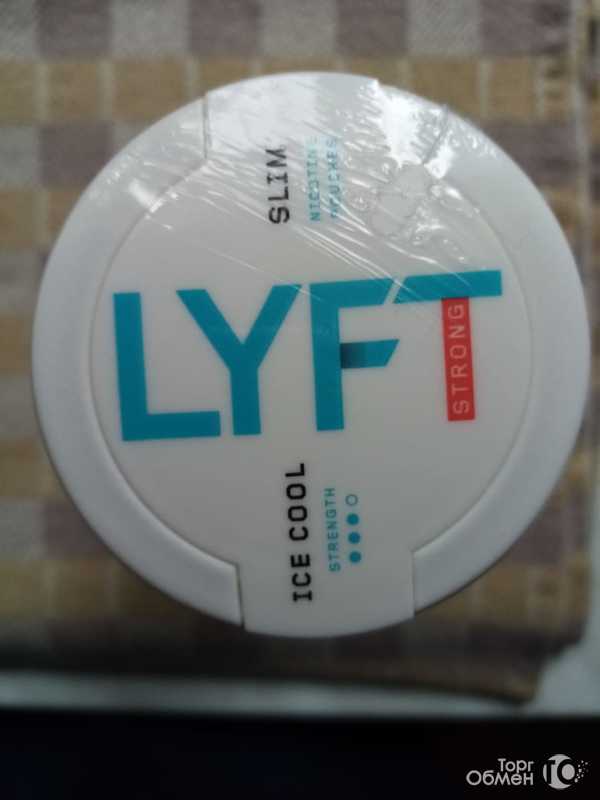 SLIM
NICOTINE
POUCHES
LYFT
STRONG
ICE COOL
STRENGTH
Торг
Обмен